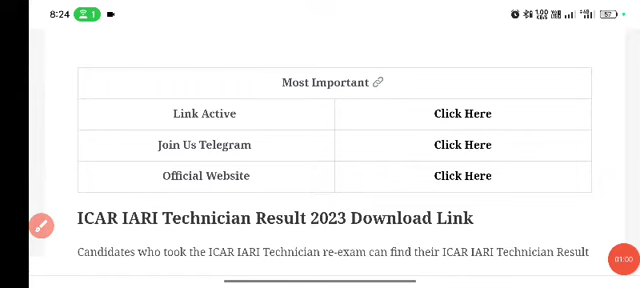 8:24 1 57
Most Important
Link Active Click Here
Join Us Telegram Click Here
Official Website Click Here
ICAR IARI Technician Result 2023 Download Link
Candidates who took the ICAR IARI Technician re-exam can find their ICAR IARI Technician Result
01:00